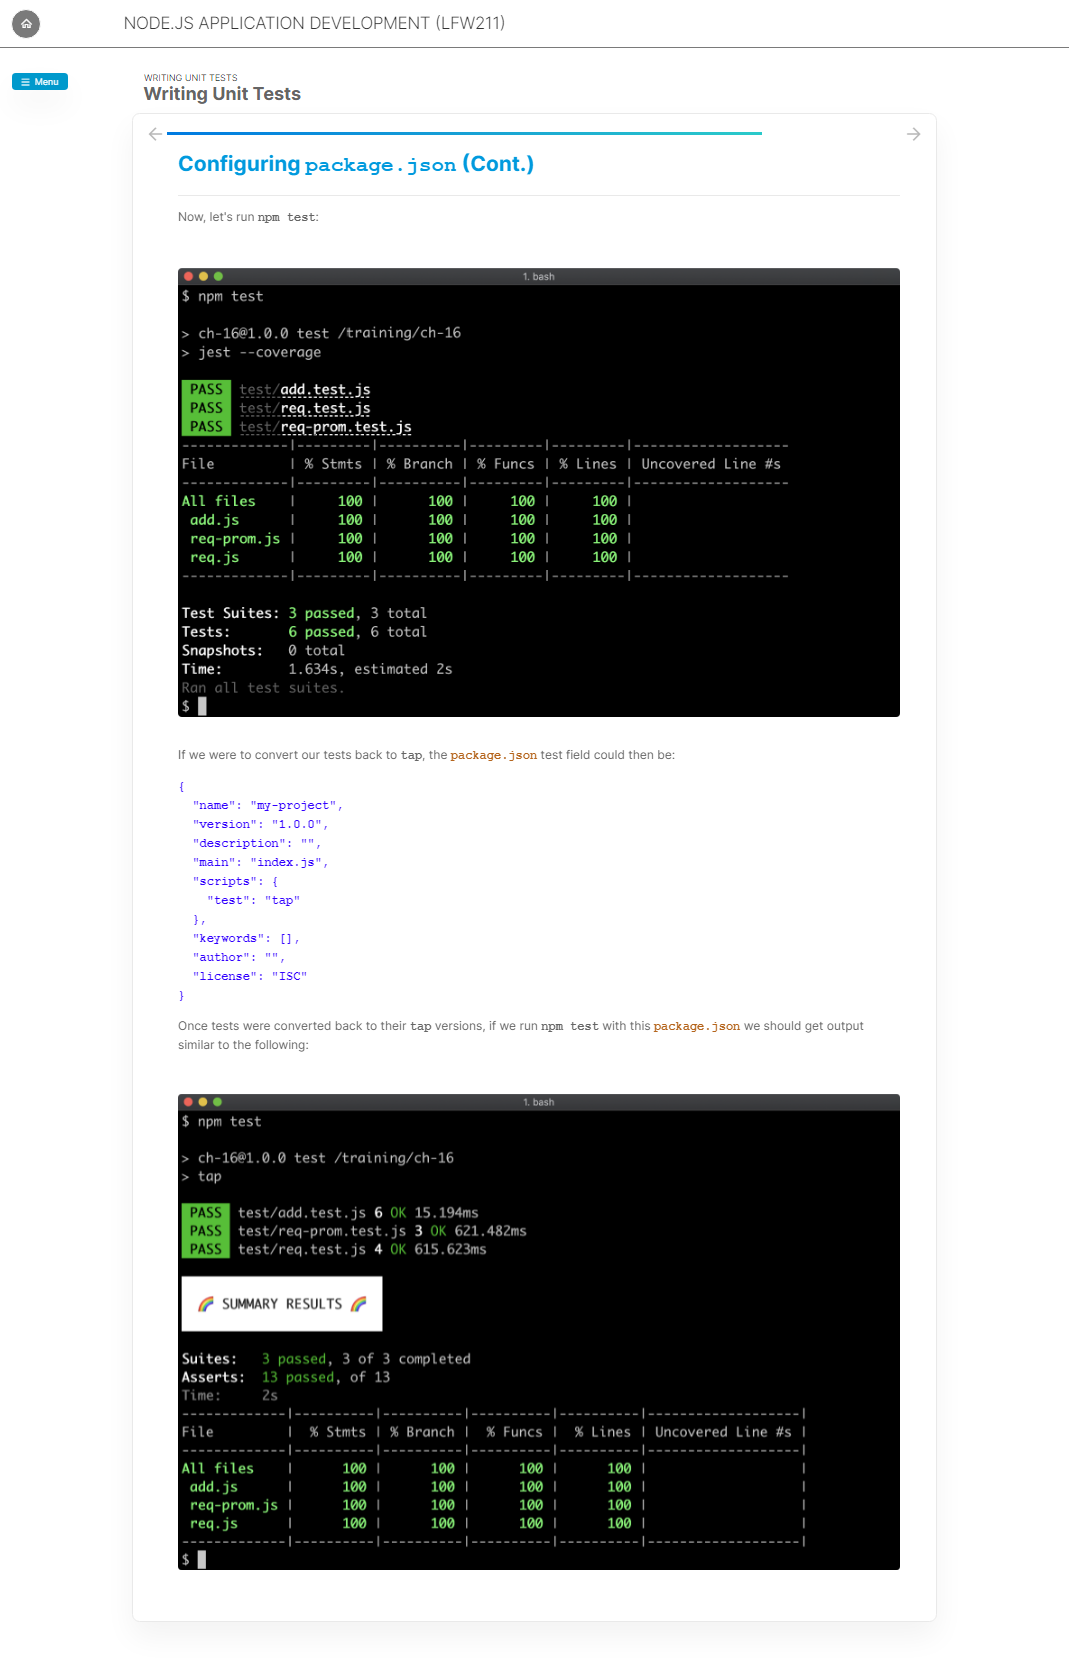 NODE.JS APPLICATION DEVELOPMENT (LFW211)
Menu
WRITING UNIT TESTS
Writing Unit Tests
Configuring package.json (Cont.)
Now, let's run npm test:
1. bash
$ npm test
> ch-16@1.0.0 test /training/ch-16
> jest --coverage
PASS test/add.test.js
PASS test/req.test.js
PASS test/req-prom.test.js
-------------|---------|----------|---------|---------|-------------------
File | % Stmts | % Branch | % Funcs | % Lines | Uncovered Line #s
-------------|---------|----------|---------|---------|-------------------
All files | 100 | 100 | 100 | 100 |
add.js | 100 | 100 | 100 | 100 |
req-prom.js | 100 | 100 | 100 | 100 |
req.js | 100 | 100 | 100 | 100 |
-------------|---------|----------|---------|---------|-------------------
Test Suites: 3 passed, 3 total
Tests: 6 passed, 6 total
Snapshots: 0 total
Time: 1.634s, estimated 2s
Ran all test suites.
$
If we were to convert our tests back to tap, the package.json test field could then be:
{
"name": "my-project",
"version": "1.0.0",
"description": "",
"main": "index.js",
"scripts": {
"test": "tap"
},
"keywords": [],
"author": "",
"license": "ISC"
}
Once tests were converted back to their tap versions, if we run npm test with this package.json we should get output
similar to the following:
1. bash
$ npm test
> ch-16@1.0.0 test /training/ch-16
> tap
PASS test/add.test.js 6 OK 15.194ms
PASS test/req-prom.test.js 3 OK 621.482ms
PASS test/req.test.js 4 OK 615.623ms
🌈 SUMMARY RESULTS 🌈
Suites: 3 passed, 3 of 3 completed
Asserts: 13 passed, of 13
Time: 2s
-------------|----------|----------|----------|----------|-------------------|
File | % Stmts | % Branch | % Funcs | % Lines | Uncovered Line #s |
-------------|----------|----------|----------|----------|-------------------|
All files | 100 | 100 | 100 | 100 | |
add.js | 100 | 100 | 100 | 100 | |
req-prom.js | 100 | 100 | 100 | 100 | |
req.js | 100 | 100 | 100 | 100 | |
-------------|----------|----------|----------|----------|-------------------|
$